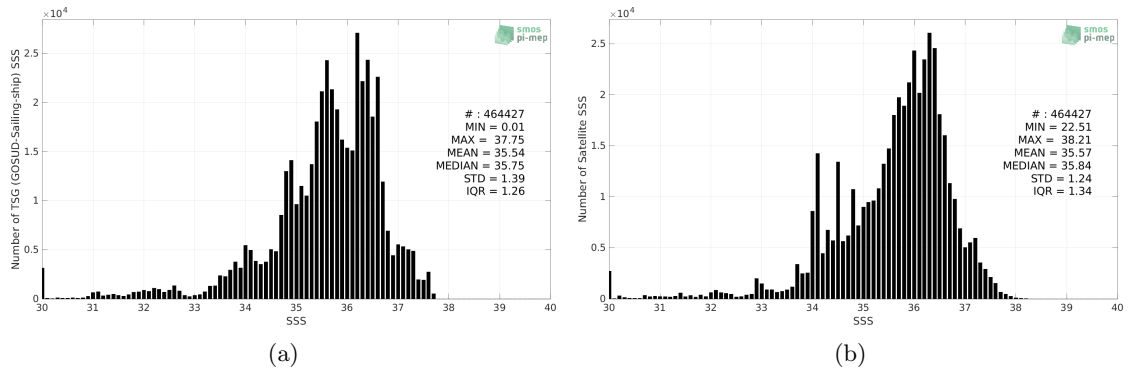 ×10^4
smos
pi-mep
Number of TSG (GOSUD-Sailing-ship) SSS
2.5
2
1.5
1
0.5
0
# : 464427
MIN = 0.01
MAX = 37.75
MEAN = 35.54
MEDIAN = 35.75
STD = 1.39
IQR = 1.26
30 31 32 33 34 35 36 37 38 39 40
SSS
(a)
×10^4
smos
pi-mep
Number of Satellite SSS
2.5
2
1.5
1
0.5
0
# : 464427
MIN = 22.51
MAX = 38.21
MEAN = 35.57
MEDIAN = 35.84
STD = 1.24
IQR = 1.34
30 31 32 33 34 35 36 37 38 39 40
SSS
(b)